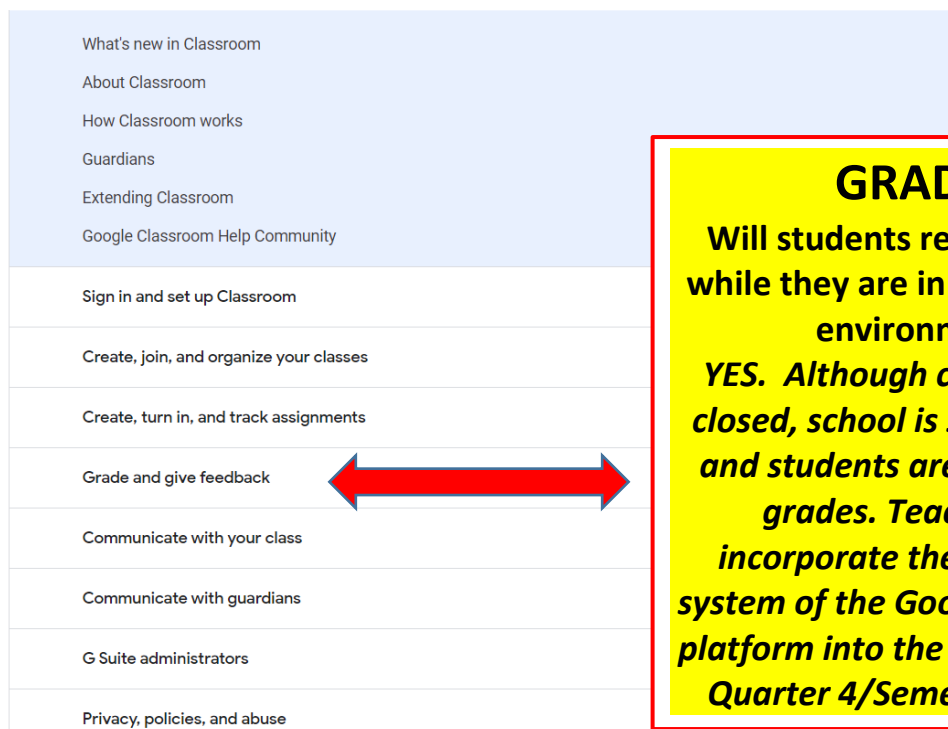 What's new in Classroom
About Classroom
How Classroom works
Guardians
Extending Classroom
Google Classroom Help Community
Sign in and set up Classroom
Create, join, and organize your classes
Create, turn in, and track assignments
Grade and give feedback
Communicate with your class
Communicate with guardians
G Suite administrators
Privacy, policies, and abuse
GRAD
Will students re
while they are in
environ
YES. Although
closed, school is
and students are
grades. Tea
incorporate the
system of the Goo
platform into the
Quarter 4/Seme